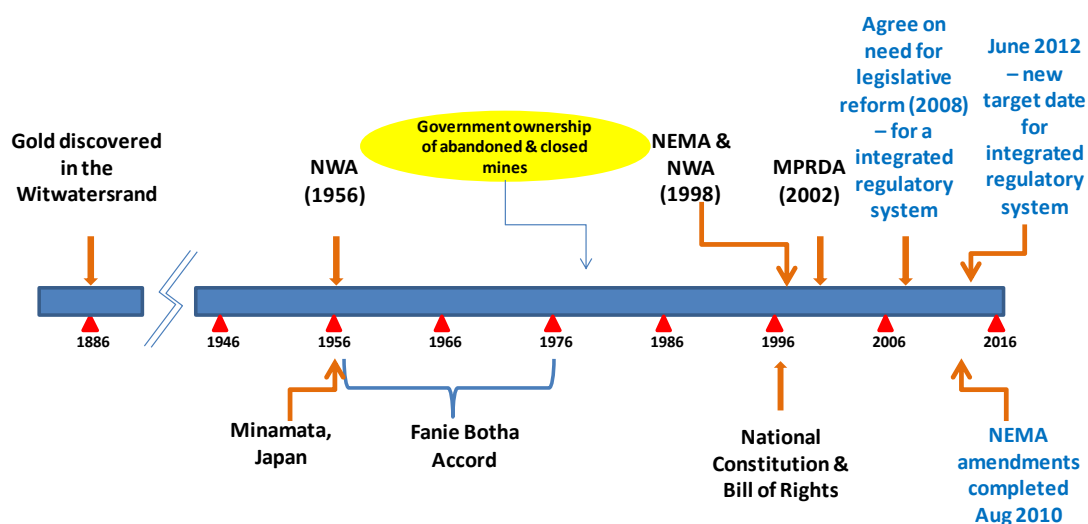 Gold discovered
in the
Witwatersrand
NWA
(1956)
Government ownership
of abandoned & closed
mines
NEMA &
NWA
(1998)
MPRDA
(2002)
Agree on
need for
legislative
reform (2008)
– for a
integrated
regulatory
system
June 2012
– new
target date
for
integrated
regulatory
system
1886
1946
1956
1966
1976
1986
1996
2006
2016
Minamata,
Japan
Fanie Botha
Accord
National
Constitution &
Bill of Rights
NEMA
amendments
completed
Aug 2010